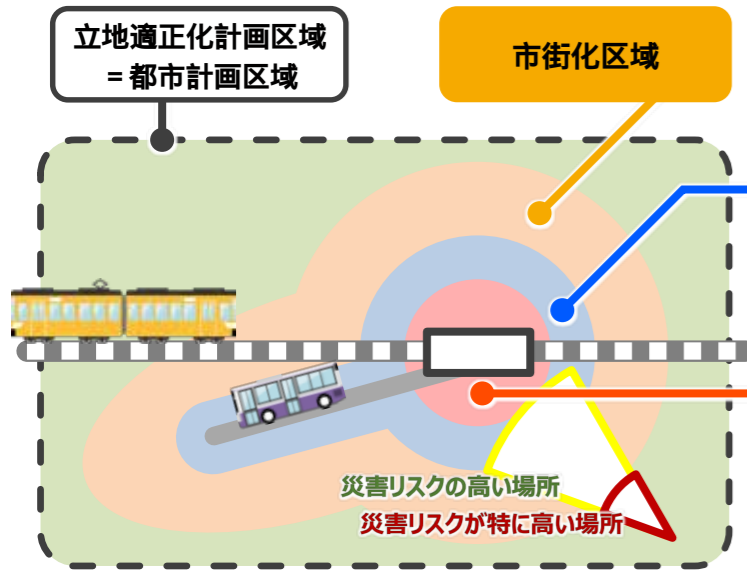 立地適正化計画区域
=都市計画区域
市街化区域
災害リスクの高い場所
災害リスクが特に高い場所